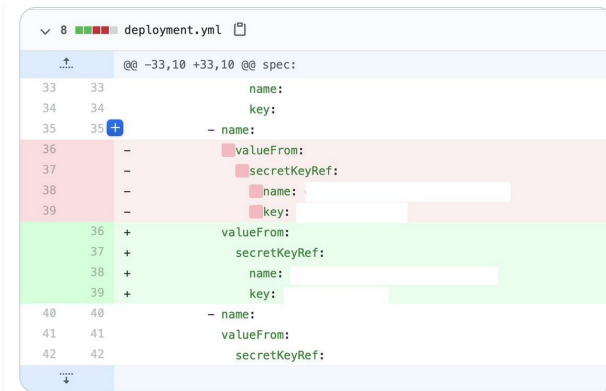 8 deployment.yml
@@ -33,10 +33,10 @@ spec:
33 33 name:
34 34 key:
35 35 + - name:
36 - valueFrom:
37 - secretKeyRef:
38 - name:
39 - key:
36 + valueFrom:
37 + secretKeyRef:
38 + name:
39 + key:
40 40 - name:
41 41 valueFrom:
42 42 secretKeyRef: